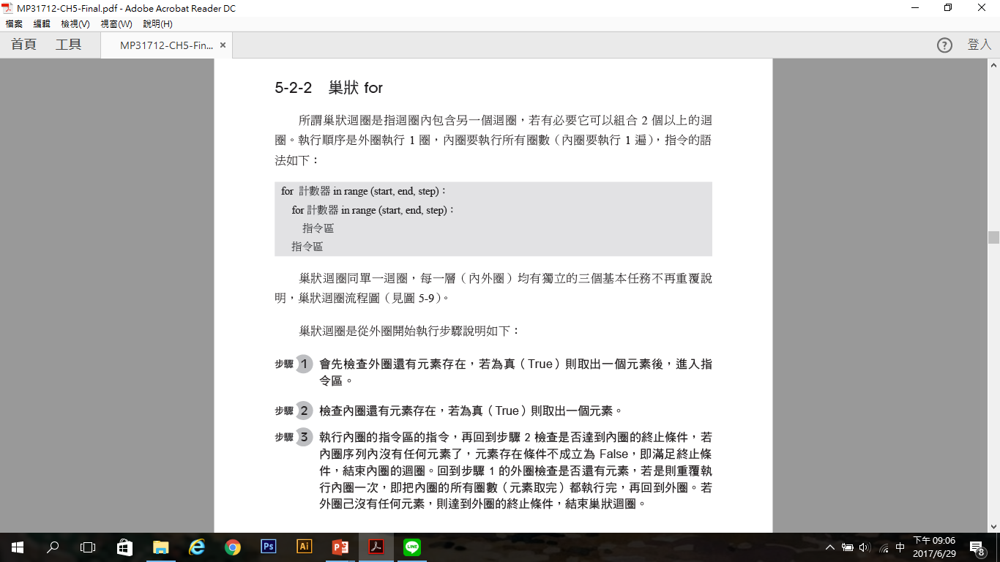 MP31712-CH5-Final.pdf - Adobe Acrobat Reader DC
檔案 編輯 檢視(V) 視窗(W) 說明(H)
首頁 工具 MP31712-CH5-Fin... × ? 登入
5-2-2 巢狀 for
所謂巢狀迴圈是指迴圈內包含另一個迴圈，若有必要它可以組合 2 個以上的迴
圈。執行順序是外圈執行 1 圈，內圈要執行所有圈數（內圈要執行 1 遍），指令的語
法如下：
for 計數器 in range (start, end, step)：
for 計數器 in range (start, end, step)：
指令區
指令區
巢狀迴圈同單一迴圈，每一層（內外圈）均有獨立的三個基本任務不再重覆說
明，巢狀迴圈流程圖（見圖 5-9）。
巢狀迴圈是從外圈開始執行步驟說明如下：
步驟 1 會先檢查外圈還有元素存在，若為真（True）則取出一個元素後，進入指
令區。
步驟 2 檢查內圈還有元素存在，若為真（True）則取出一個元素。
步驟 3 執行內圈的指令區的指令，再回到步驟 2 檢查是否達到內圈的終止條件，若
內圈序列內沒有任何元素了，元素存在條件不成立為 False，即滿足終止條
件，結束內圈的迴圈。回到步驟 1 的外圈檢查是否還有元素，若是則重覆執
行內圈一次，即把內圈的所有圈數（元素取完）都執行完，再回到外圈。若
外圈己沒有任何元素，則達到外圈的終止條件，結束巢狀迴圈。
Ps Ai P LINE 中 下午 09:06
2017/6/29 8